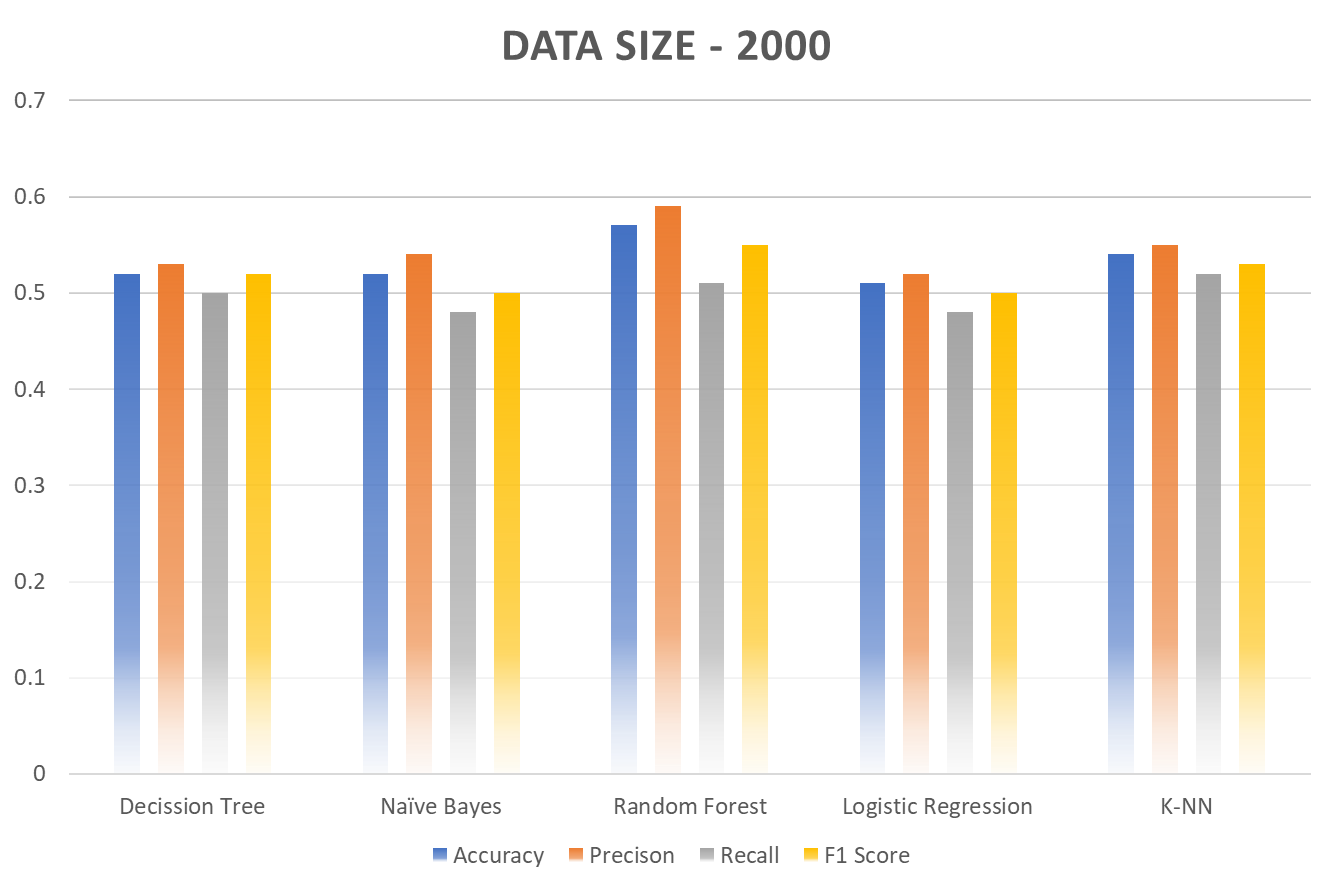 DATA SIZE - 2000
0.7
0.6
0.5
0.4
0.3
0.2
0.1
0
Decission Tree Naïve Bayes Random Forest Logistic Regression K-NN
Accuracy Precison Recall F1 Score